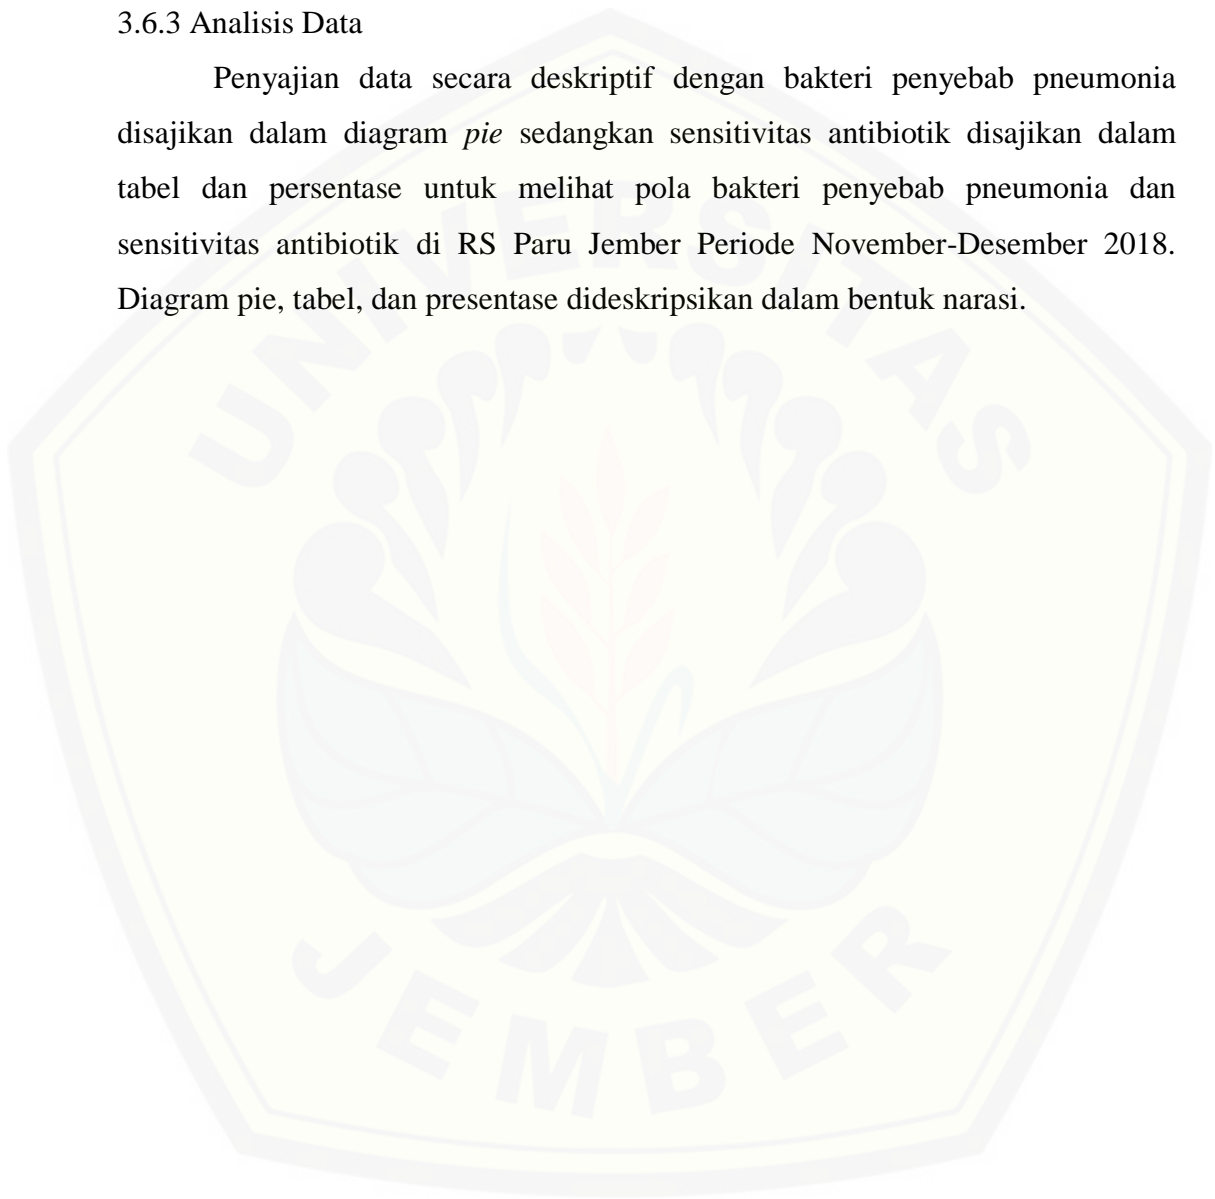 3.6.3 Analisis Data
Penyajian data secara deskriptif dengan bakteri penyebab pneumonia
disajikan dalam diagram pie sedangkan sensitivitas antibiotik disajikan dalam
tabel dan persentase untuk melihat pola bakteri penyebab pneumonia dan
sensitivitas antibiotik di RS Paru Jember Periode November-Desember 2018.
Diagram pie, tabel, dan presentase dideskripsikan dalam bentuk narasi.
UNIVERSITAS
JEMBER